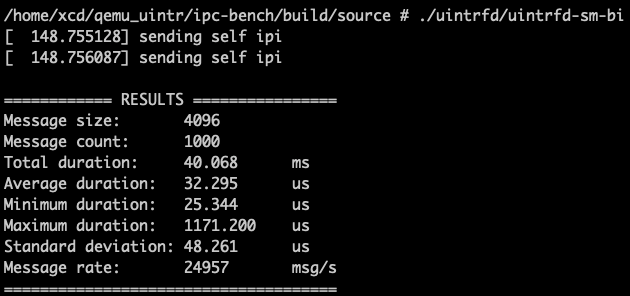 /home/xcd/qemu_uintr/ipc-bench/build/source # ./uintrfd/uintrfd-sm-bi
[  148.755128] sending self ipi
[  148.756087] sending self ipi

============ RESULTS ================
Message size:       4096
Message count:      1000
Total duration:     40.068      ms
Average duration:   32.295      us
Minimum duration:   25.344      us
Maximum duration:   1171.200    us
Standard deviation: 48.261      us
Message rate:       24957       msg/s
=====================================